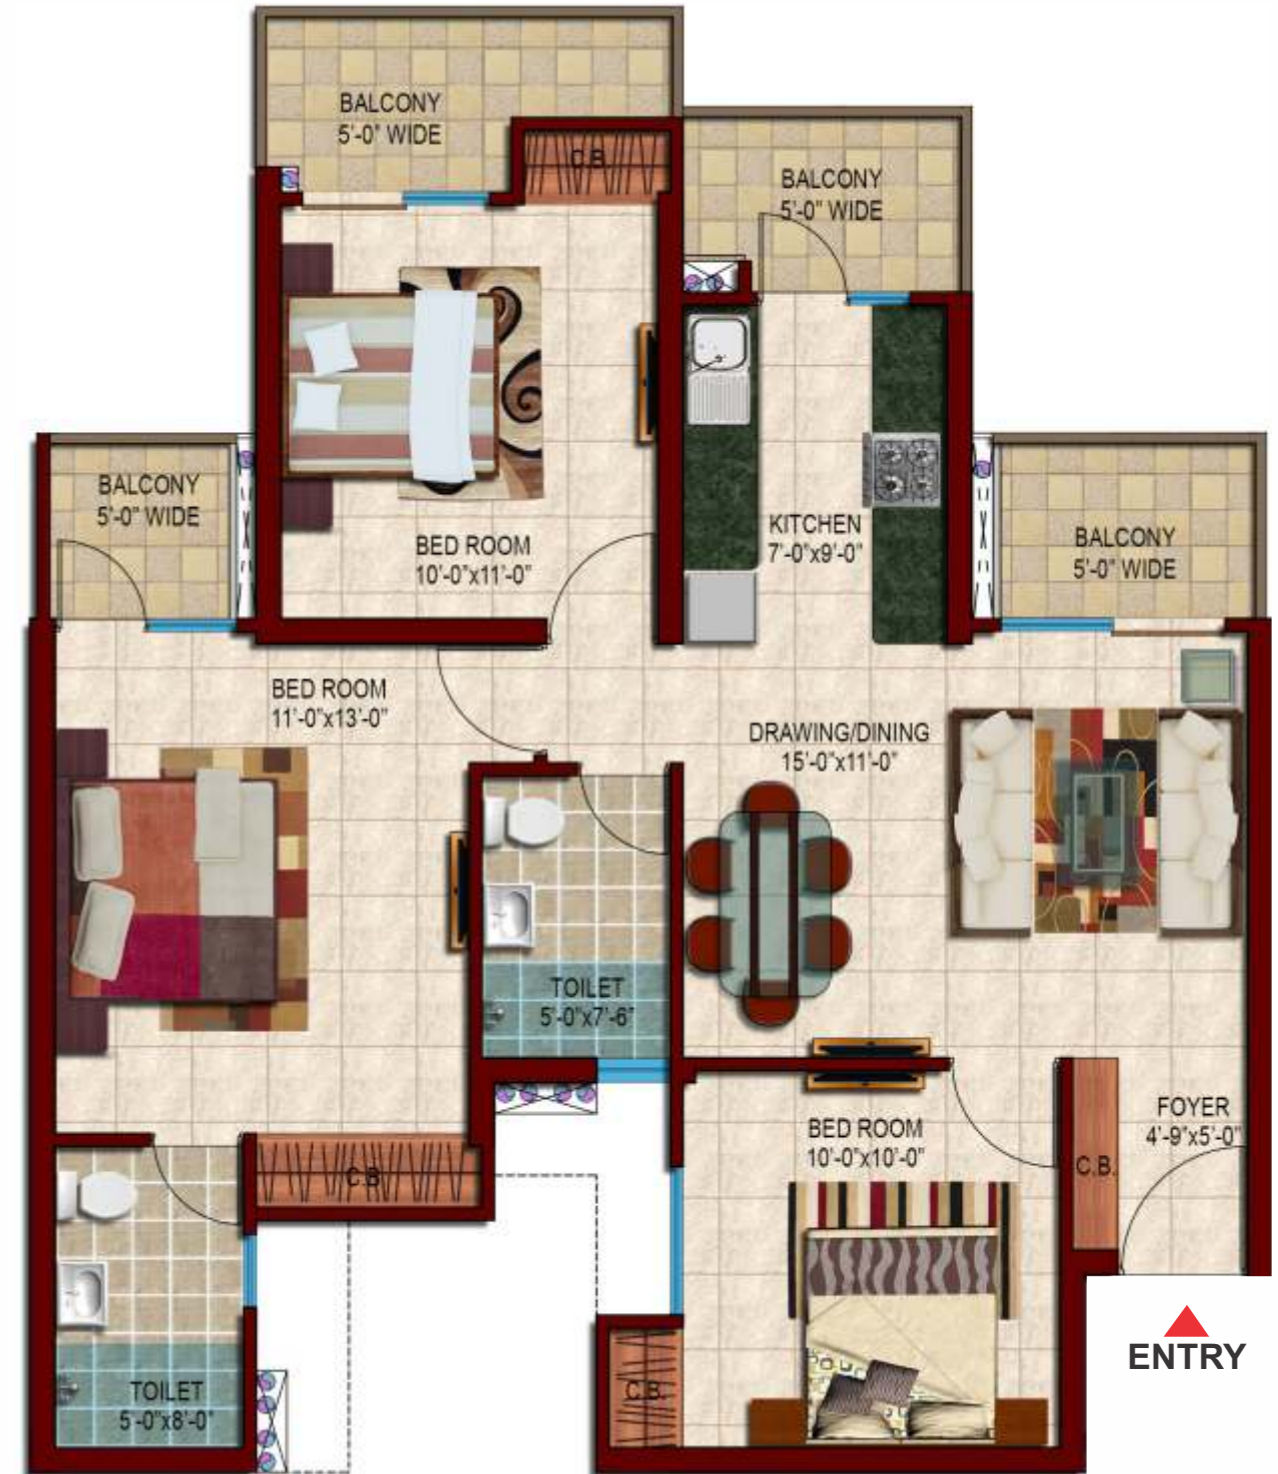 BALCONY
5'-0" WIDE
C.B.
BALCONY
5'-0" WIDE
BALCONY
5'-0" WIDE
BED ROOM
10'-0"x11'-0"
KITCHEN
7'-0"x9'-0"
BALCONY
5'-0" WIDE
BED ROOM
11'-0"x13'-0"
DRAWING/DINING
15'-0"x11'-0"
TOILET
5'-0"x7'-6"
BED ROOM
10'-0"x10'-0"
FOYER
4'-9"x5'-0"
C.B.
C.B.
TOILET
5'-0"x8'-0"
C.B.
ENTRY